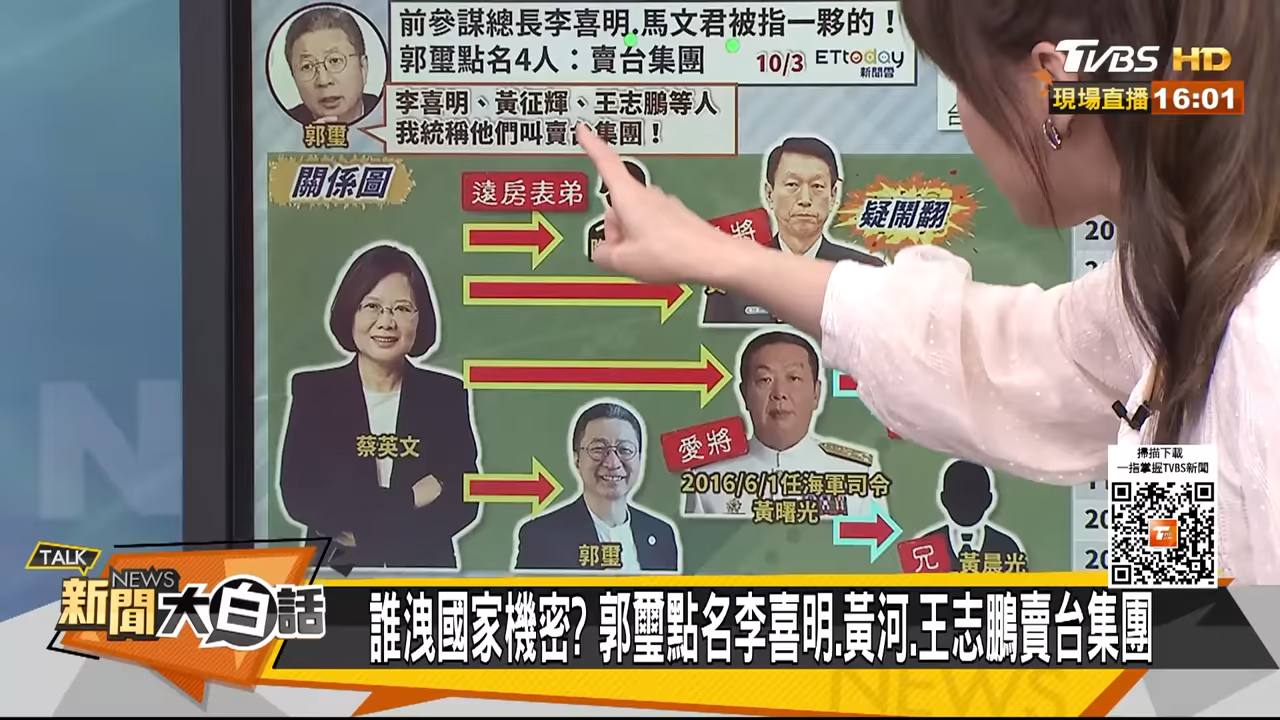 前參謀總長李喜明.馬文君被指一夥的！
郭璽點名4人：賣台集團
10/3 ETtoday
新聞雲
李喜明、黃征輝、王志鵬等人
我統稱他們叫賣台集團！
郭璽
TVBS HD
現場直播 16:01
關係圖
遠房表弟
疑鬧翻
將
蔡英文
愛將
2016/6/1任海軍司令
黃曙光
郭璽
兄
黃晨光
20
20
20
掃描下載
一指掌握TVBS新聞
TALK
NEWS
新聞大白話
誰洩國家機密? 郭璽點名李喜明.黃河.王志鵬賣台集團
NEWS